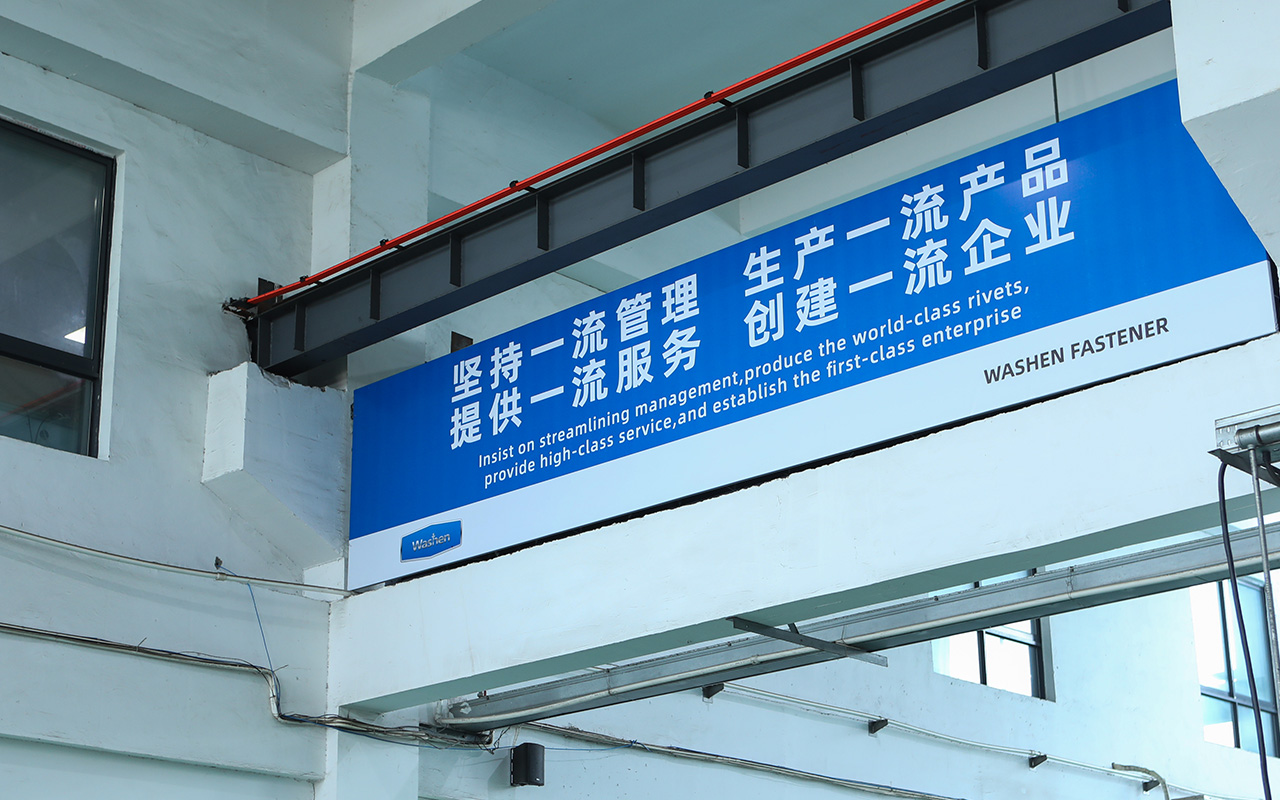 坚持一流管理 生产一流产品
提供一流服务 创建一流企业
Insist on streamlining management,produce the world-class rivets,
provide high-class service,and establish the first-class enterprise
WASHEN FASTENER
Washen